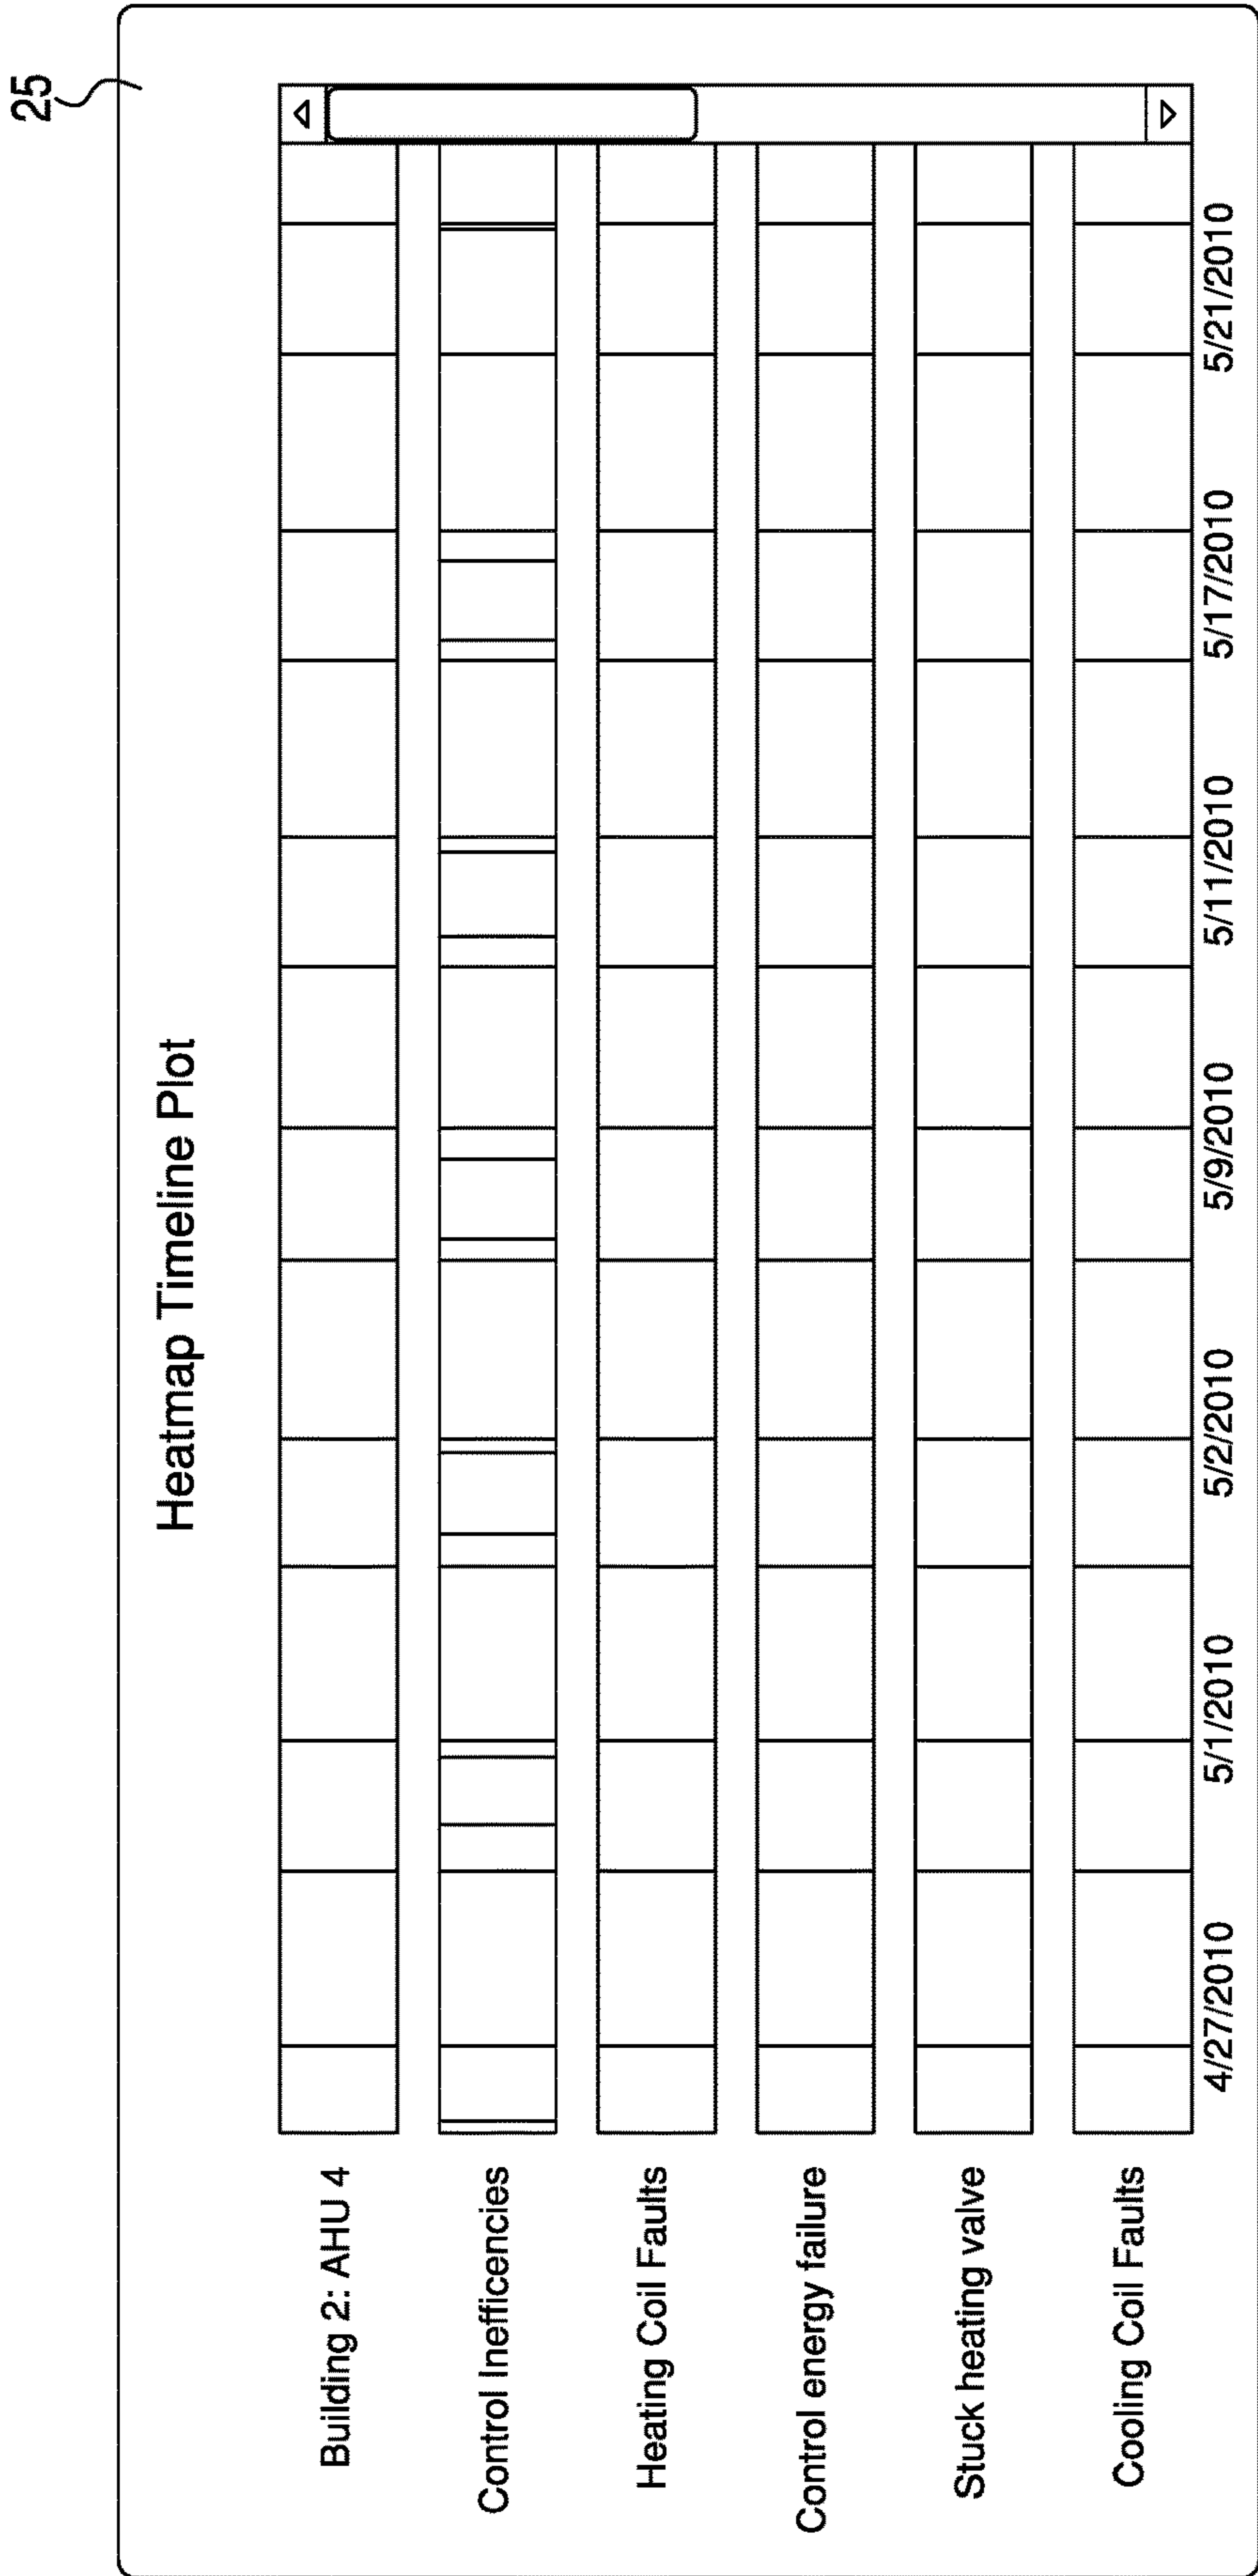 25
Heatmap Timeline Plot
Building 2: AHU 4
Control Inefficencies
Heating Coil Faults
Control energy failure
Stuck heating valve
Cooling Coil Faults
4/27/2010 5/1/2010 5/2/2010 5/9/2010 5/11/2010 5/17/2010 5/21/2010